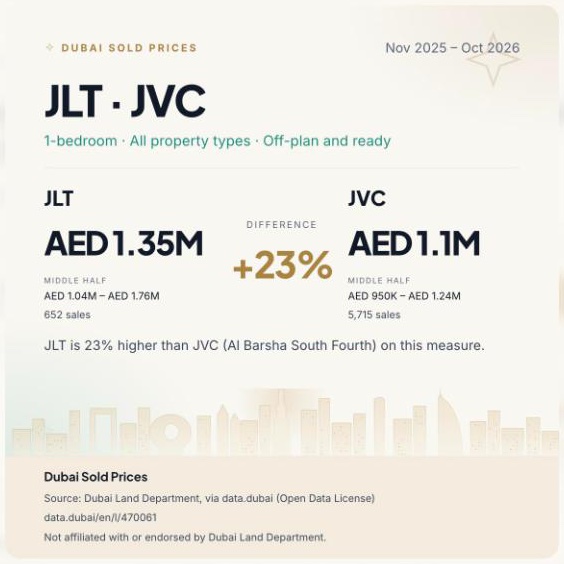 DUBAI SOLD PRICES
Nov 2025 – Oct 2026
JLT · JVC
1-bedroom · All property types · Off-plan and ready
JLT
AED 1.35M
MIDDLE HALF
AED 1.04M – AED 1.76M
652 sales
DIFFERENCE
+23%
JVC
AED 1.1M
MIDDLE HALF
AED 950K – AED 1.24M
5,715 sales
JLT is 23% higher than JVC (Al Barsha South Fourth) on this measure.
Dubai Sold Prices
Source: Dubai Land Department, via data.dubai (Open Data License)
data.dubai/en/l/470061
Not affiliated with or endorsed by Dubai Land Department.